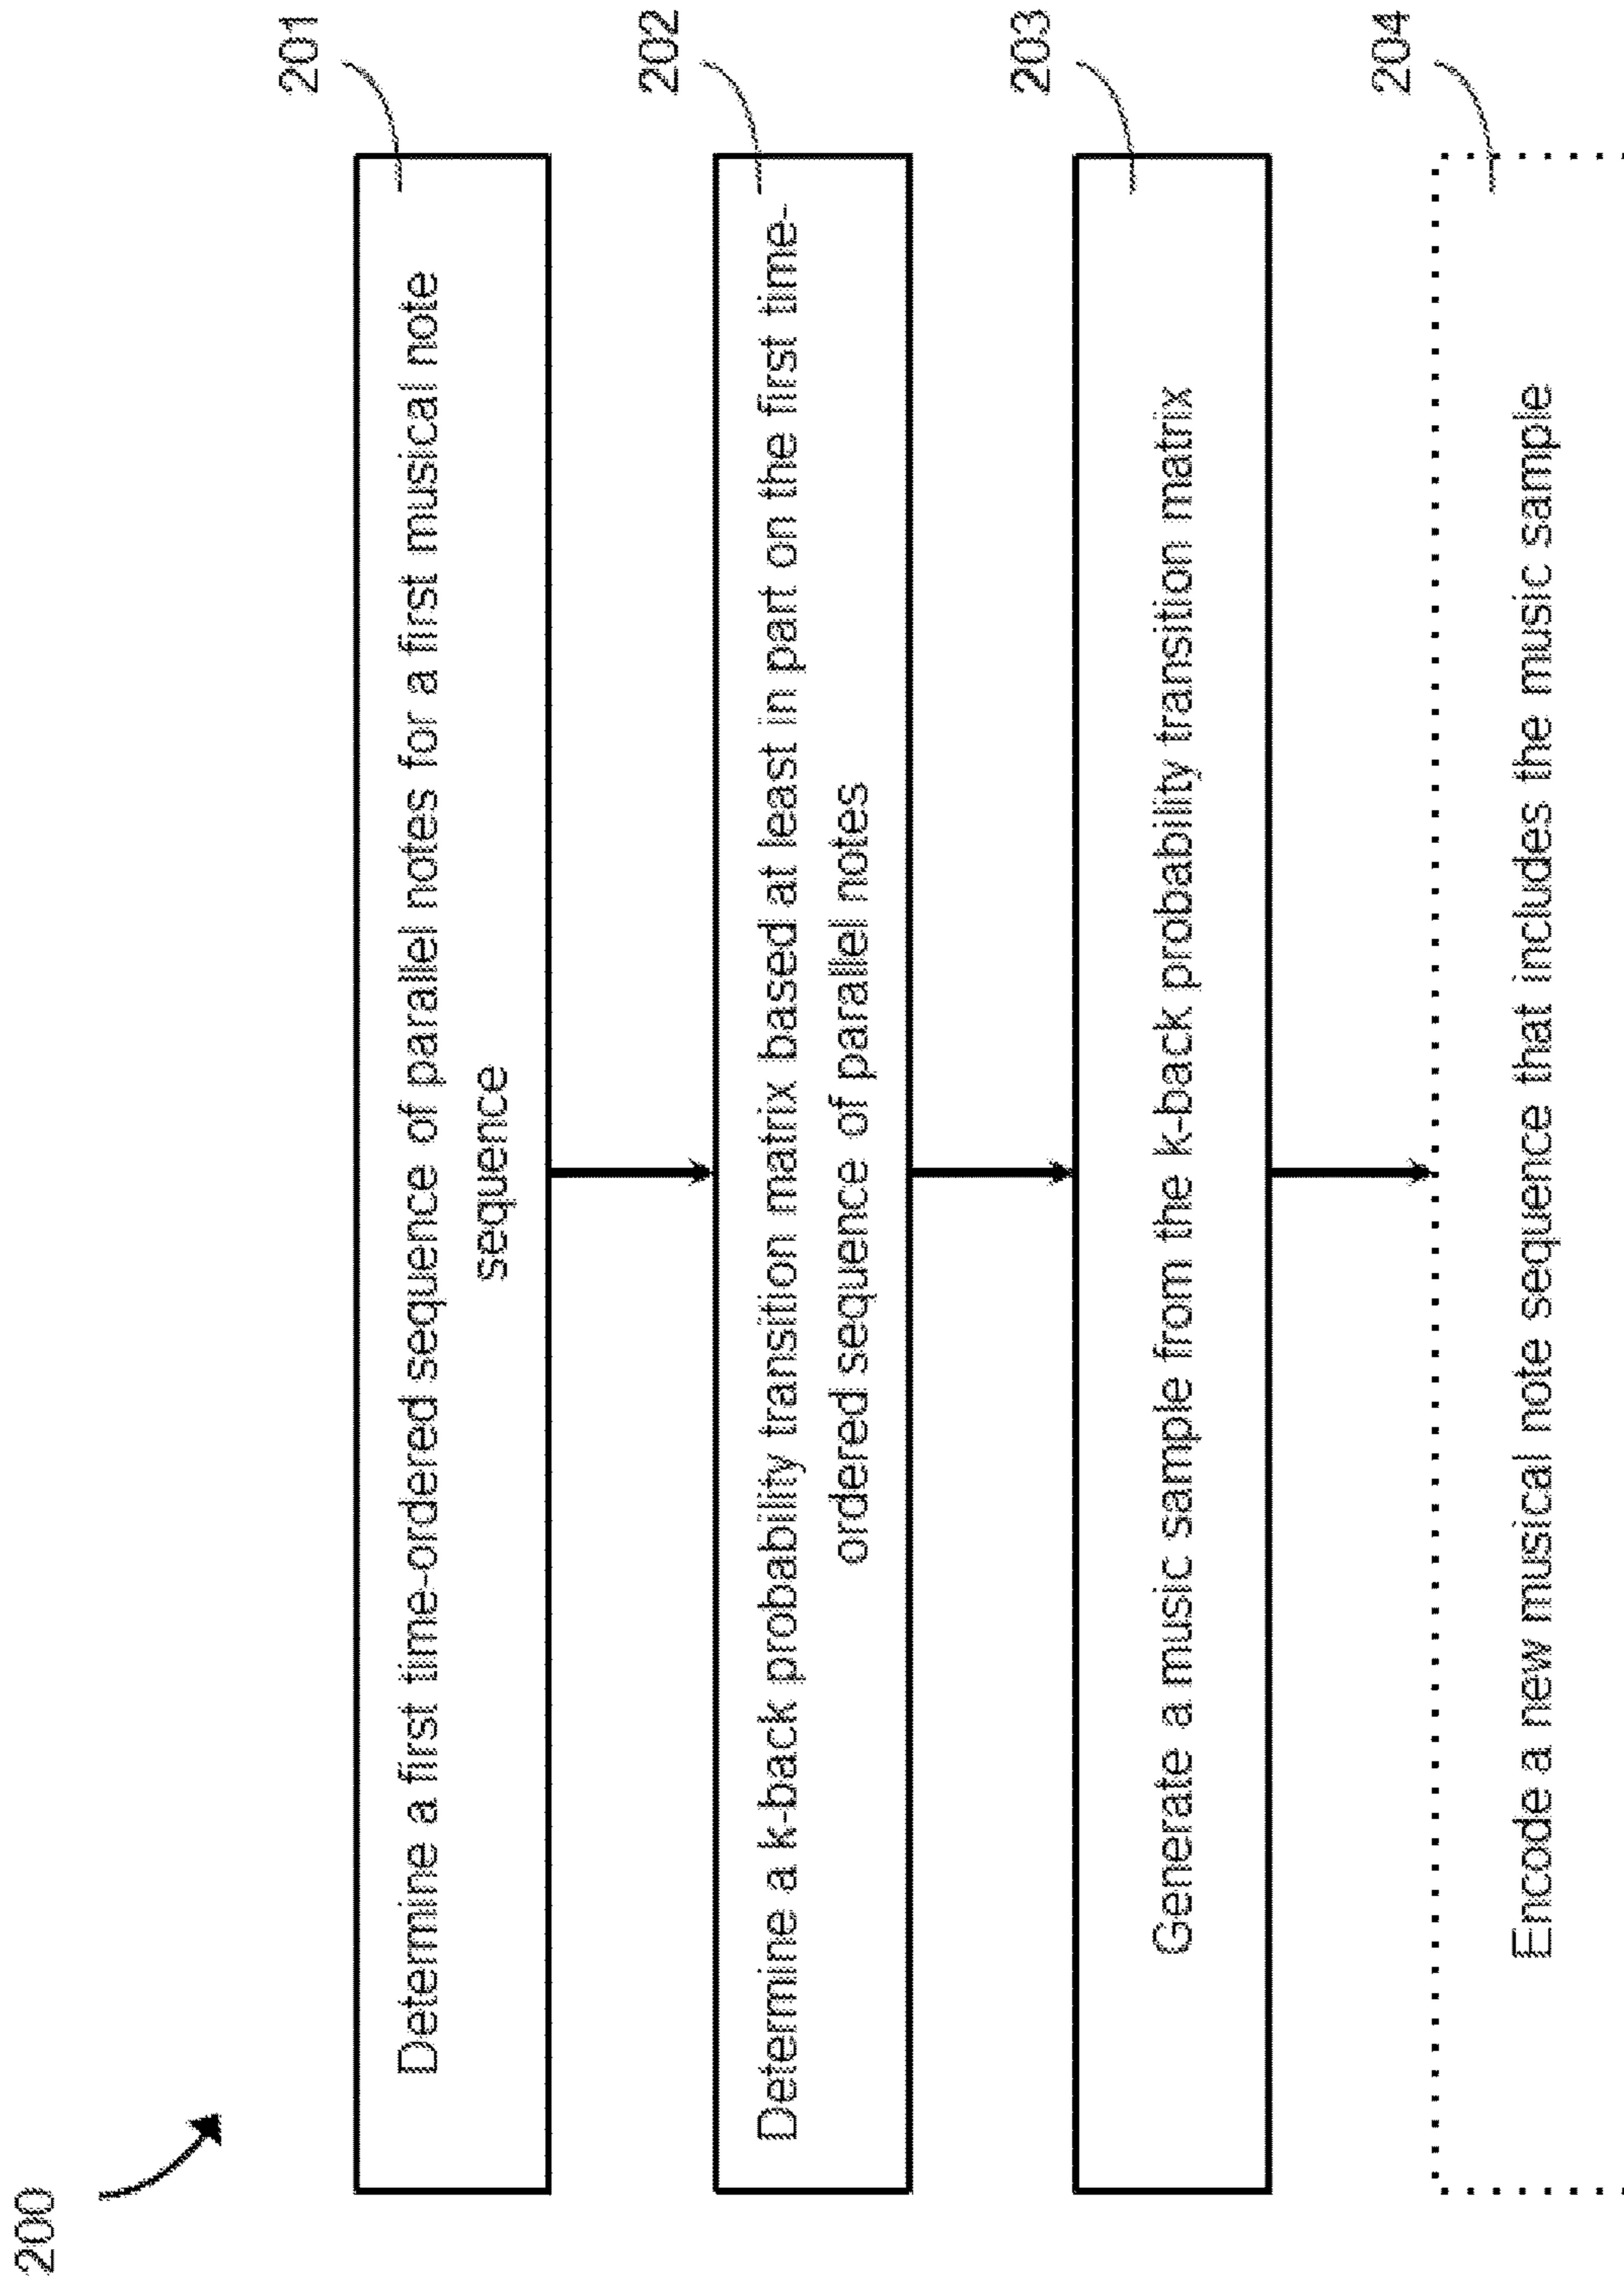 200
201
Determine a first time-ordered sequence of parallel notes for a first musical note
sequence
202
Determine a k-back probability transition matrix based at least in part on the first time-
ordered sequence of parallel notes
203
Generate a music sample from the k-back probability transition matrix
204
Encode a new musical note sequence that includes the music sample